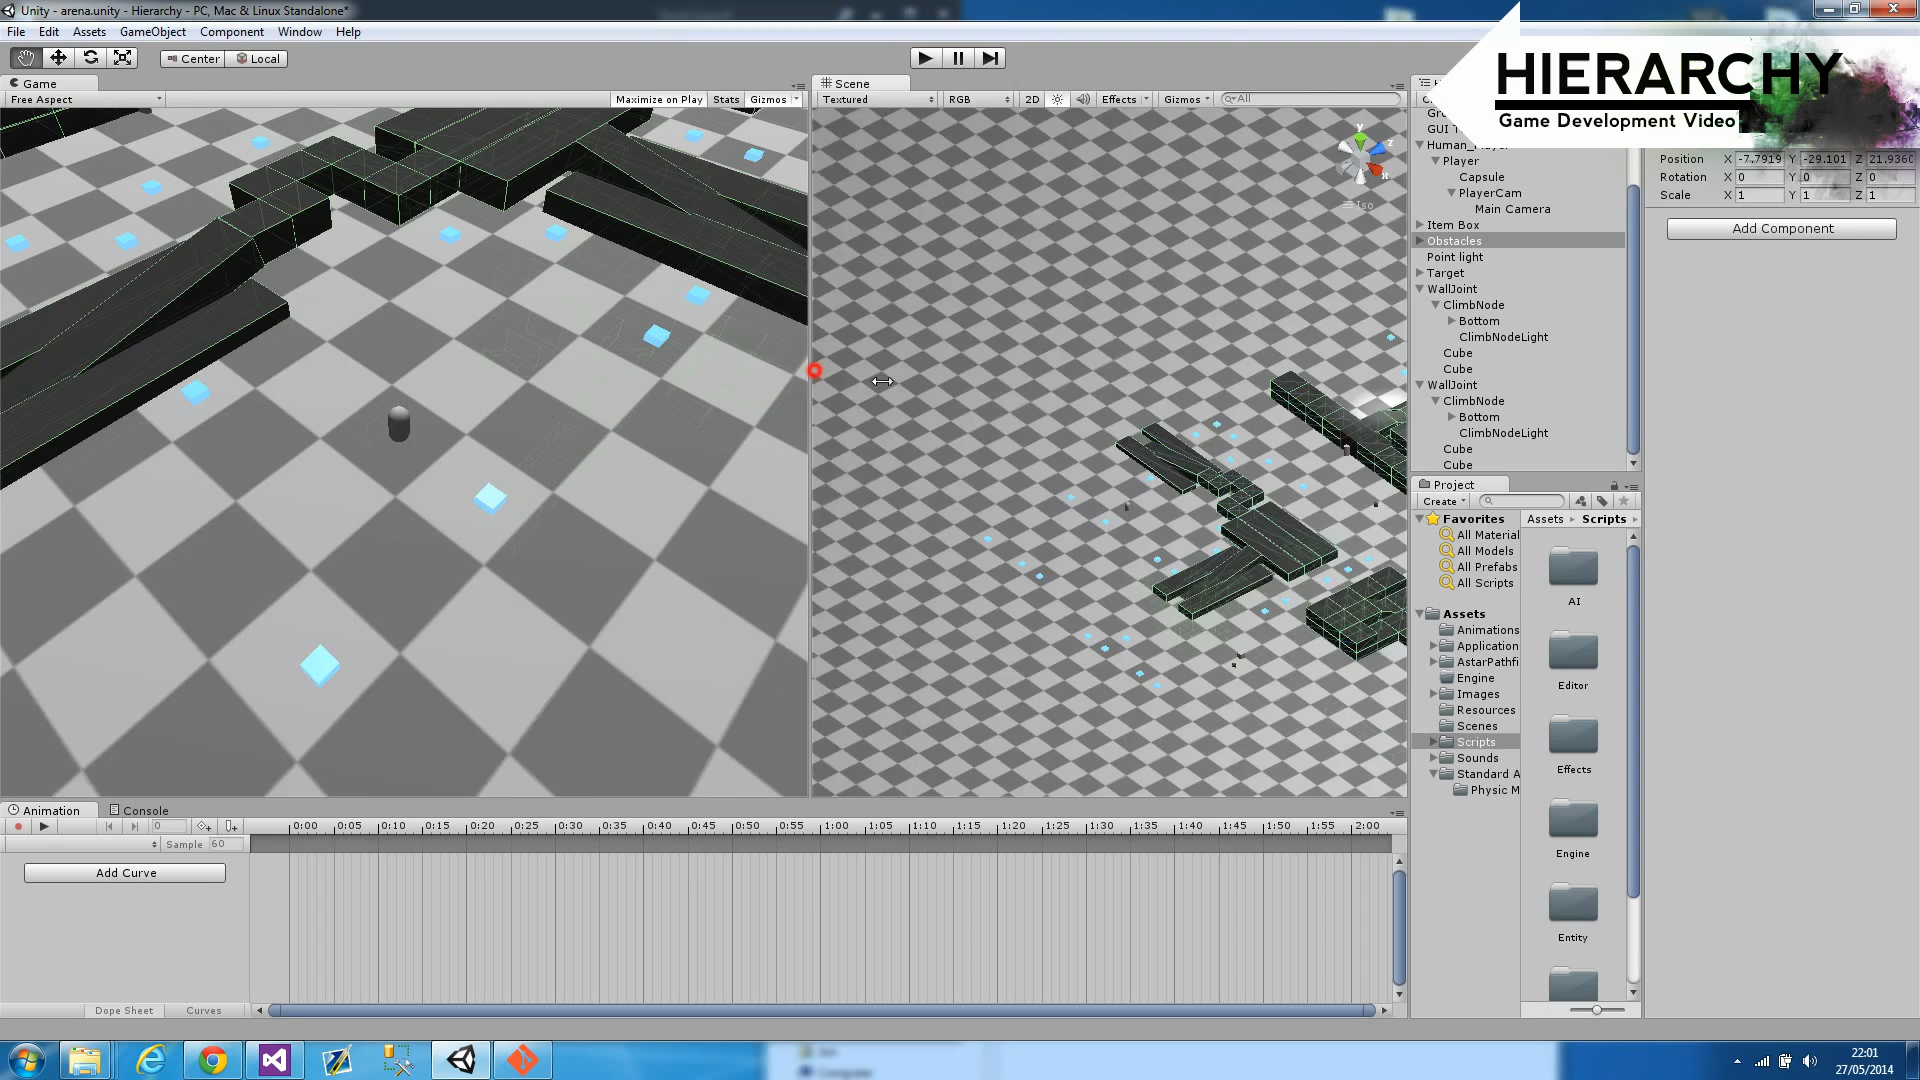 Unity - arena.unity - Hierarchy - PC, Mac & Linux Standalone*
File Edit Assets GameObject Component Window Help
Center Local
HIERARCHY
Game Development Video
Game
Free Aspect Maximize on Play Stats Gizmos
Scene
Textured RGB 2D Effects Gizmos All
Y
Z
X
Iso
GUI T
Human_Player
Player
Capsule
PlayerCam
Main Camera
Item Box
Obstacles
Point light
Target
WallJoint
ClimbNode
Bottom
ClimbNodeLight
Cube
Cube
WallJoint
ClimbNode
Bottom
ClimbNodeLight
Cube
Cube
Position X -7.7919 Y -29.101 Z 21.9360
Rotation X 0 Y 0 Z 0
Scale X 1 Y 1 Z 1
Add Component
Project
Create
Favorites
All Material
All Models
All Prefabs
All Scripts
Assets
Animations
Application
AstarPathfi
Engine
Images
Resources
Scenes
Scripts
Sounds
Standard A
Physic M
Assets Scripts
AI
Editor
Effects
Engine
Entity
Animation Console
0
Sample 60
0:00 0:05 0:10 0:15 0:20 0:25 0:30 0:35 0:40 0:45 0:50 0:55 1:00 1:05 1:10 1:15 1:20 1:25 1:30 1:35 1:40 1:45 1:50 1:55 2:00
Add Curve
Dope Sheet Curves
Computer
22:01
27/05/2014